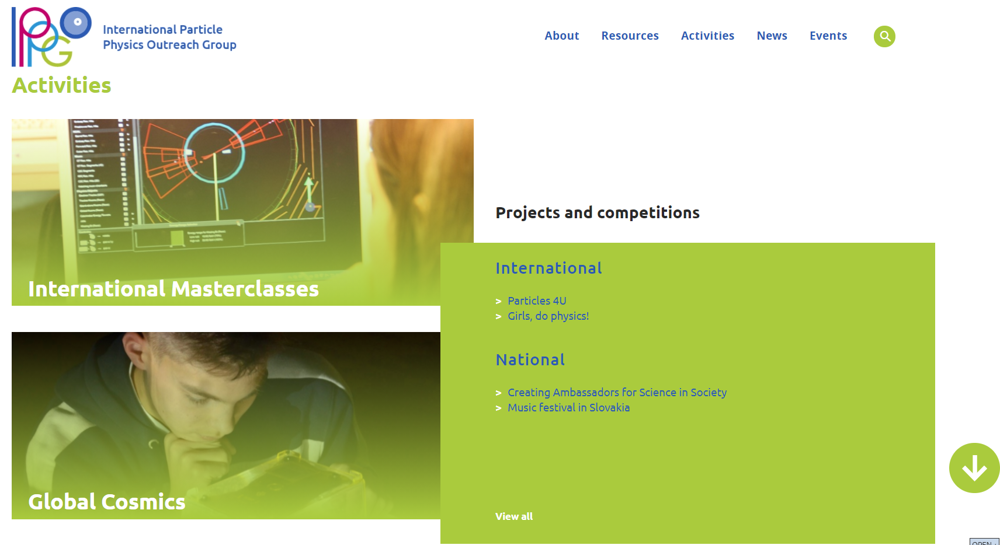 IPPOG
International Particle
Physics Outreach Group
About
Resources
Activities
News
Events
Activities
International Masterclasses
Projects and competitions
International
> Particles 4U
> Girls, do physics!
National
> Creating Ambassadors for Science in Society
> Music festival in Slovakia
Global Cosmics
View all